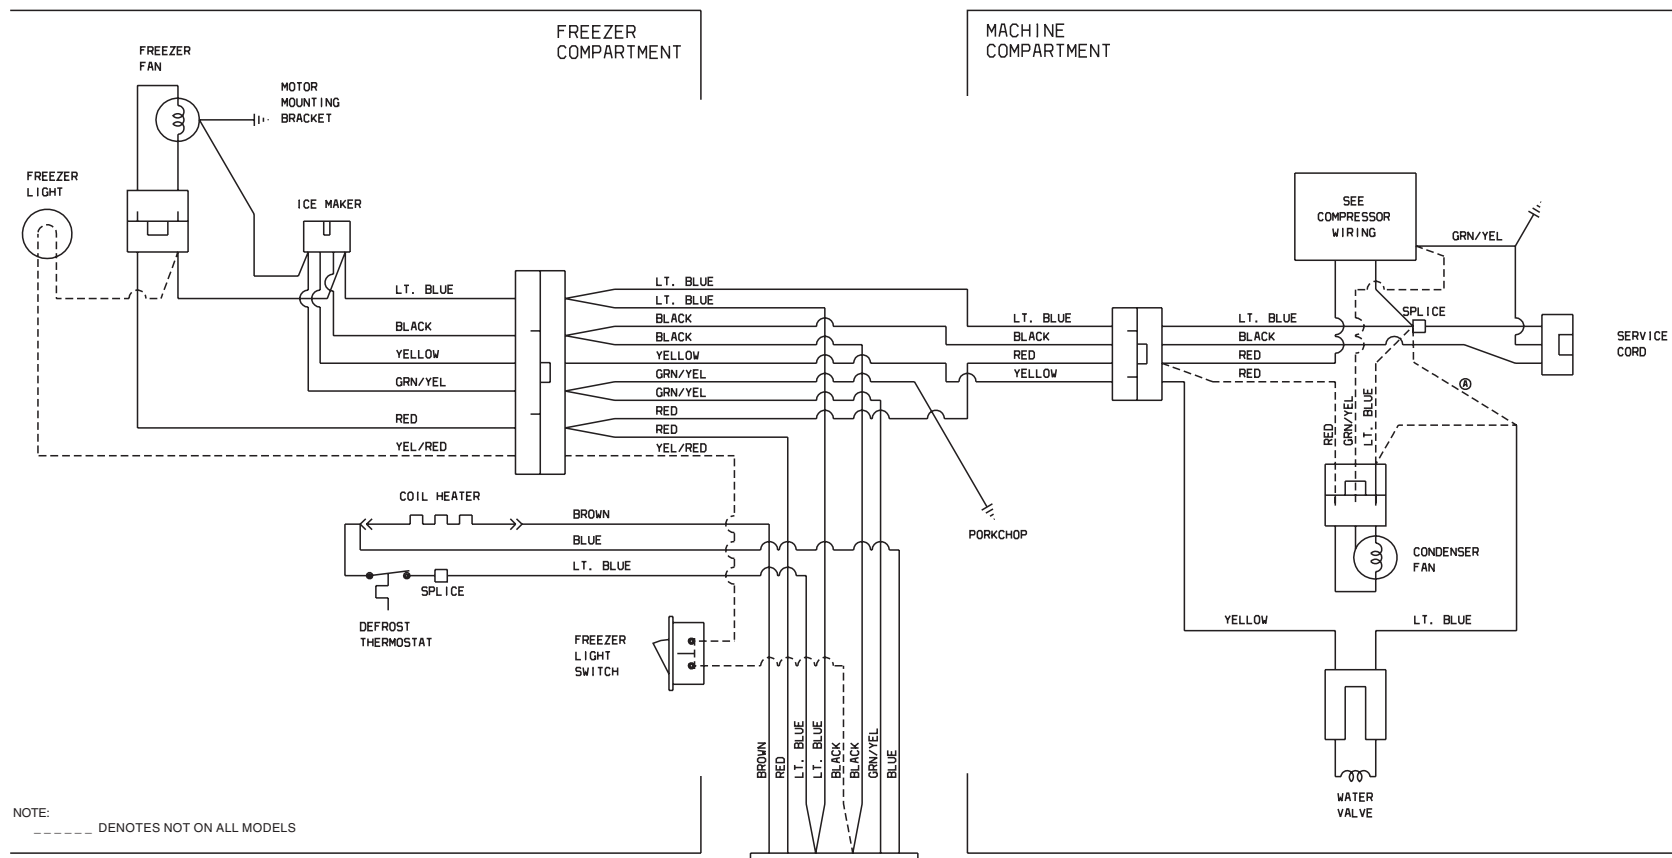 FREEZER
COMPARTMENT
MACHINE
COMPARTMENT
FREEZER
FAN
MOTOR
MOUNTING
BRACKET
FREEZER
LIGHT
ICE MAKER
SEE
COMPRESSOR
WIRING
GRN/YEL
SPLICE
SERVICE
CORD
LT. BLUE
BLACK
YELLOW
GRN/YEL
RED
YEL/RED
LT. BLUE
LT. BLUE
BLACK
BLACK
YELLOW
GRN/YEL
GRN/YEL
RED
RED
YEL/RED
LT. BLUE
BLACK
RED
YELLOW
LT. BLUE
BLACK
RED
RED
A
RED
GRN/YEL
LT. BLUE
PORKCHOP
COIL HEATER
BROWN
BLUE
LT. BLUE
SPLICE
DEFROST
THERMOSTAT
FREEZER
LIGHT
SWITCH
CONDENSER
FAN
YELLOW
LT. BLUE
BROWN
RED
LT. BLUE
LT. BLUE
BLACK
BLACK
GRN/YEL
BLUE
WATER
VALVE
NOTE:
______ DENOTES NOT ON ALL MODELS